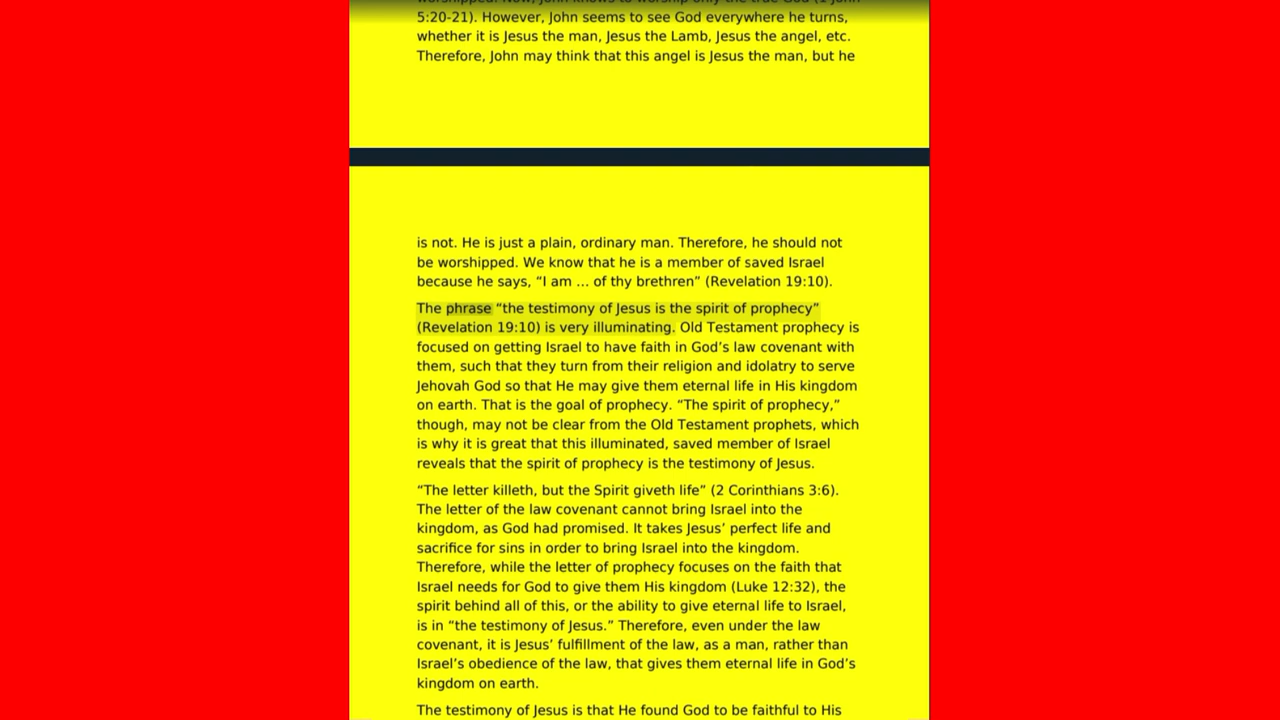 worshipped. Now, John knows to worship only the true God (1 John
5:20-21). However, John seems to see God everywhere he turns,
whether it is Jesus the man, Jesus the Lamb, Jesus the angel, etc.
Therefore, John may think that this angel is Jesus the man, but he
is not. He is just a plain, ordinary man. Therefore, he should not
be worshipped. We know that he is a member of saved Israel
because he says, “I am ... of thy brethren” (Revelation 19:10).
The phrase “the testimony of Jesus is the spirit of prophecy”
(Revelation 19:10) is very illuminating. Old Testament prophecy is
focused on getting Israel to have faith in God’s law covenant with
them, such that they turn from their religion and idolatry to serve
Jehovah God so that He may give them eternal life in His kingdom
on earth. That is the goal of prophecy. “The spirit of prophecy,”
though, may not be clear from the Old Testament prophets, which
is why it is great that this illuminated, saved member of Israel
reveals that the spirit of prophecy is the testimony of Jesus.
“The letter killeth, but the Spirit giveth life” (2 Corinthians 3:6).
The letter of the law covenant cannot bring Israel into the
kingdom, as God had promised. It takes Jesus’ perfect life and
sacrifice for sins in order to bring Israel into the kingdom.
Therefore, while the letter of prophecy focuses on the faith that
Israel needs for God to give them His kingdom (Luke 12:32), the
spirit behind all of this, or the ability to give eternal life to Israel,
is in “the testimony of Jesus.” Therefore, even under the law
covenant, it is Jesus’ fulfillment of the law, as a man, rather than
Israel’s obedience of the law, that gives them eternal life in God’s
kingdom on earth.
The testimony of Jesus is that He found God to be faithful to His